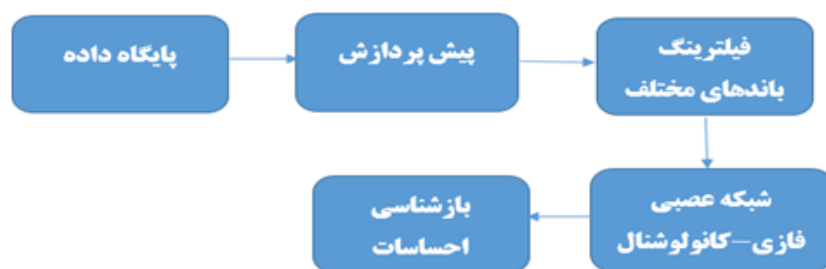 پایگاه داده
پیش پردازش
فیلترینگ
باندهای مختلف
شبکه عصبی
فازی-کانولوشنال
بازشناسی
احساسات